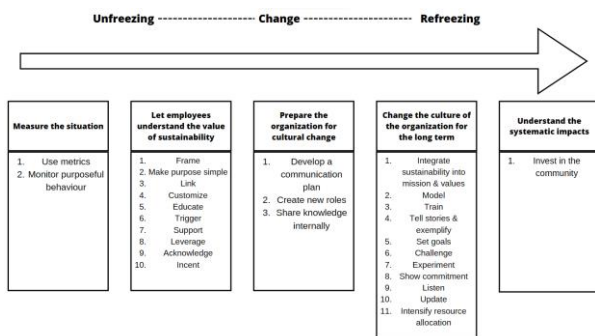 Unfreezing ---------------------- Change ---------------------- Refreezing
Measure the situation
1. Use metrics
2. Monitor purposeful
behaviour
Let employees
understand the value
of sustainability
1. Frame
2. Make purpose simple
3. Link
4. Customize
5. Educate
6. Trigger
7. Support
8. Leverage
9. Acknowledge
10. Incent
Prepare the
organization for
cultural change
1. Develop a
communication
plan
2. Create new roles
3. Share knowledge
internally
Change the culture of
the organization for
the long term
1. Integrate
sustainability into
mission & values
2. Model
3. Train
4. Tell stories &
exemplify
5. Set goals
6. Challenge
7. Experiment
8. Show commitment
9. Listen
10. Update
11. Intensify resource
allocation
Understand the
systematic impacts
1. Invest in the
community